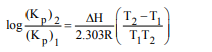 log (Kp)2 / (Kp)1 = ΔH / 2.303R ( T2 − T1 / T1T2 )